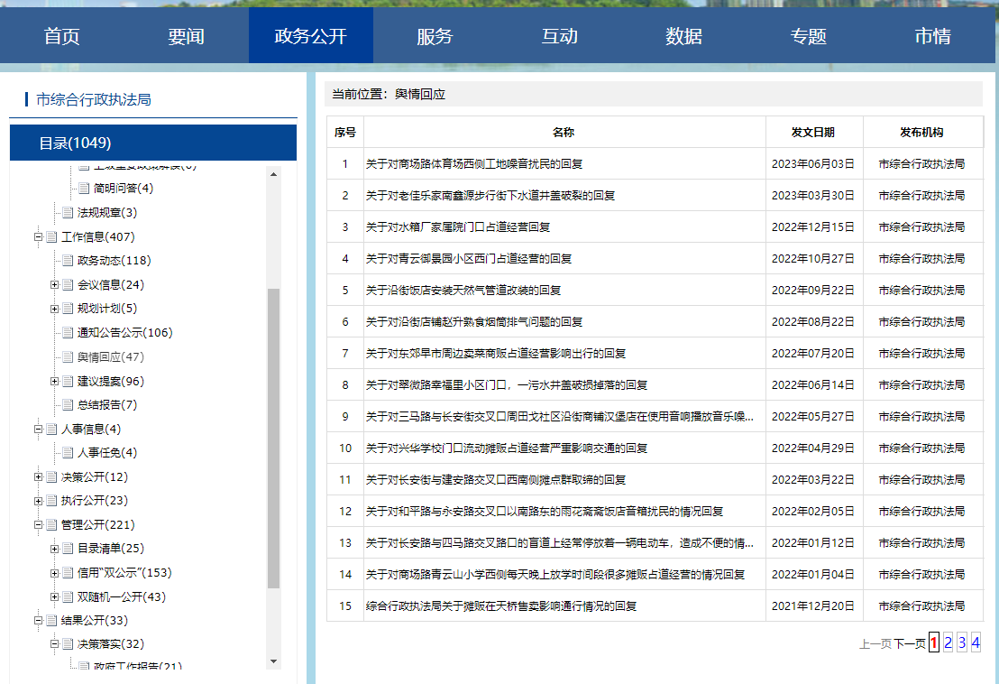 首页 要闻 政务公开 服务 互动 数据 专题 市情
市综合行政执法局
目录(1049)
简明问答(4)
法规规章(3)
工作信息(407)
政务动态(118)
会议信息(24)
规划计划(5)
通知公告公示(106)
舆情回应(47)
建议提案(96)
总结报告(7)
人事信息(4)
人事任免(4)
决策公开(12)
执行公开(23)
管理公开(221)
目录清单(25)
信用“双公示”(153)
双随机一公开(43)
结果公开(33)
决策落实(32)
政府工作报告(21)
当前位置：舆情回应
序号 名称 发文日期 发布机构
1 关于对商场路体育场西侧工地噪音扰民的回复 2023年06月03日 市综合行政执法局
2 关于对老佳乐家南鑫源步行街下水道井盖破裂的回复 2023年03月30日 市综合行政执法局
3 关于对水箱厂家属院门口占道经营回复 2022年12月15日 市综合行政执法局
4 关于对青云御景园小区西门占道经营的回复 2022年10月27日 市综合行政执法局
5 关于沿街饭店安装天然气管道改装的回复 2022年09月22日 市综合行政执法局
6 关于对沿街店铺赵升熟食烟筒排气问题的回复 2022年08月22日 市综合行政执法局
7 关于对东郊早市周边卖菜商贩占道经营影响出行的回复 2022年07月20日 市综合行政执法局
8 关于对翠微路幸福里小区门口，一污水井盖破损掉落的回复 2022年06月14日 市综合行政执法局
9 关于对三马路与长安街交叉口周田戈社区沿街商铺汉堡店在使用音响播放音乐噪... 2022年05月27日 市综合行政执法局
10 关于对兴华学校门口流动摊贩占道经营严重影响交通的回复 2022年04月29日 市综合行政执法局
11 关于对长安街与建安路交叉口西南侧摊点群取缔的回复 2022年03月22日 市综合行政执法局
12 关于对和平路与永安路交叉口以南路东的雨花斋斋饭店音箱扰民的情况回复 2022年02月05日 市综合行政执法局
13 关于对长安路与四马路交叉路口的盲道上经常停放着一辆电动车，造成不便的情... 2022年01月12日 市综合行政执法局
14 关于对商场路青云山小学西侧每天晚上放学时间段很多摊贩占道经营的情况回复 2022年01月04日 市综合行政执法局
15 综合行政执法局关于摊贩在天桥售卖影响通行情况的回复 2021年12月20日 市综合行政执法局
上一页 下一页 1 2 3 4